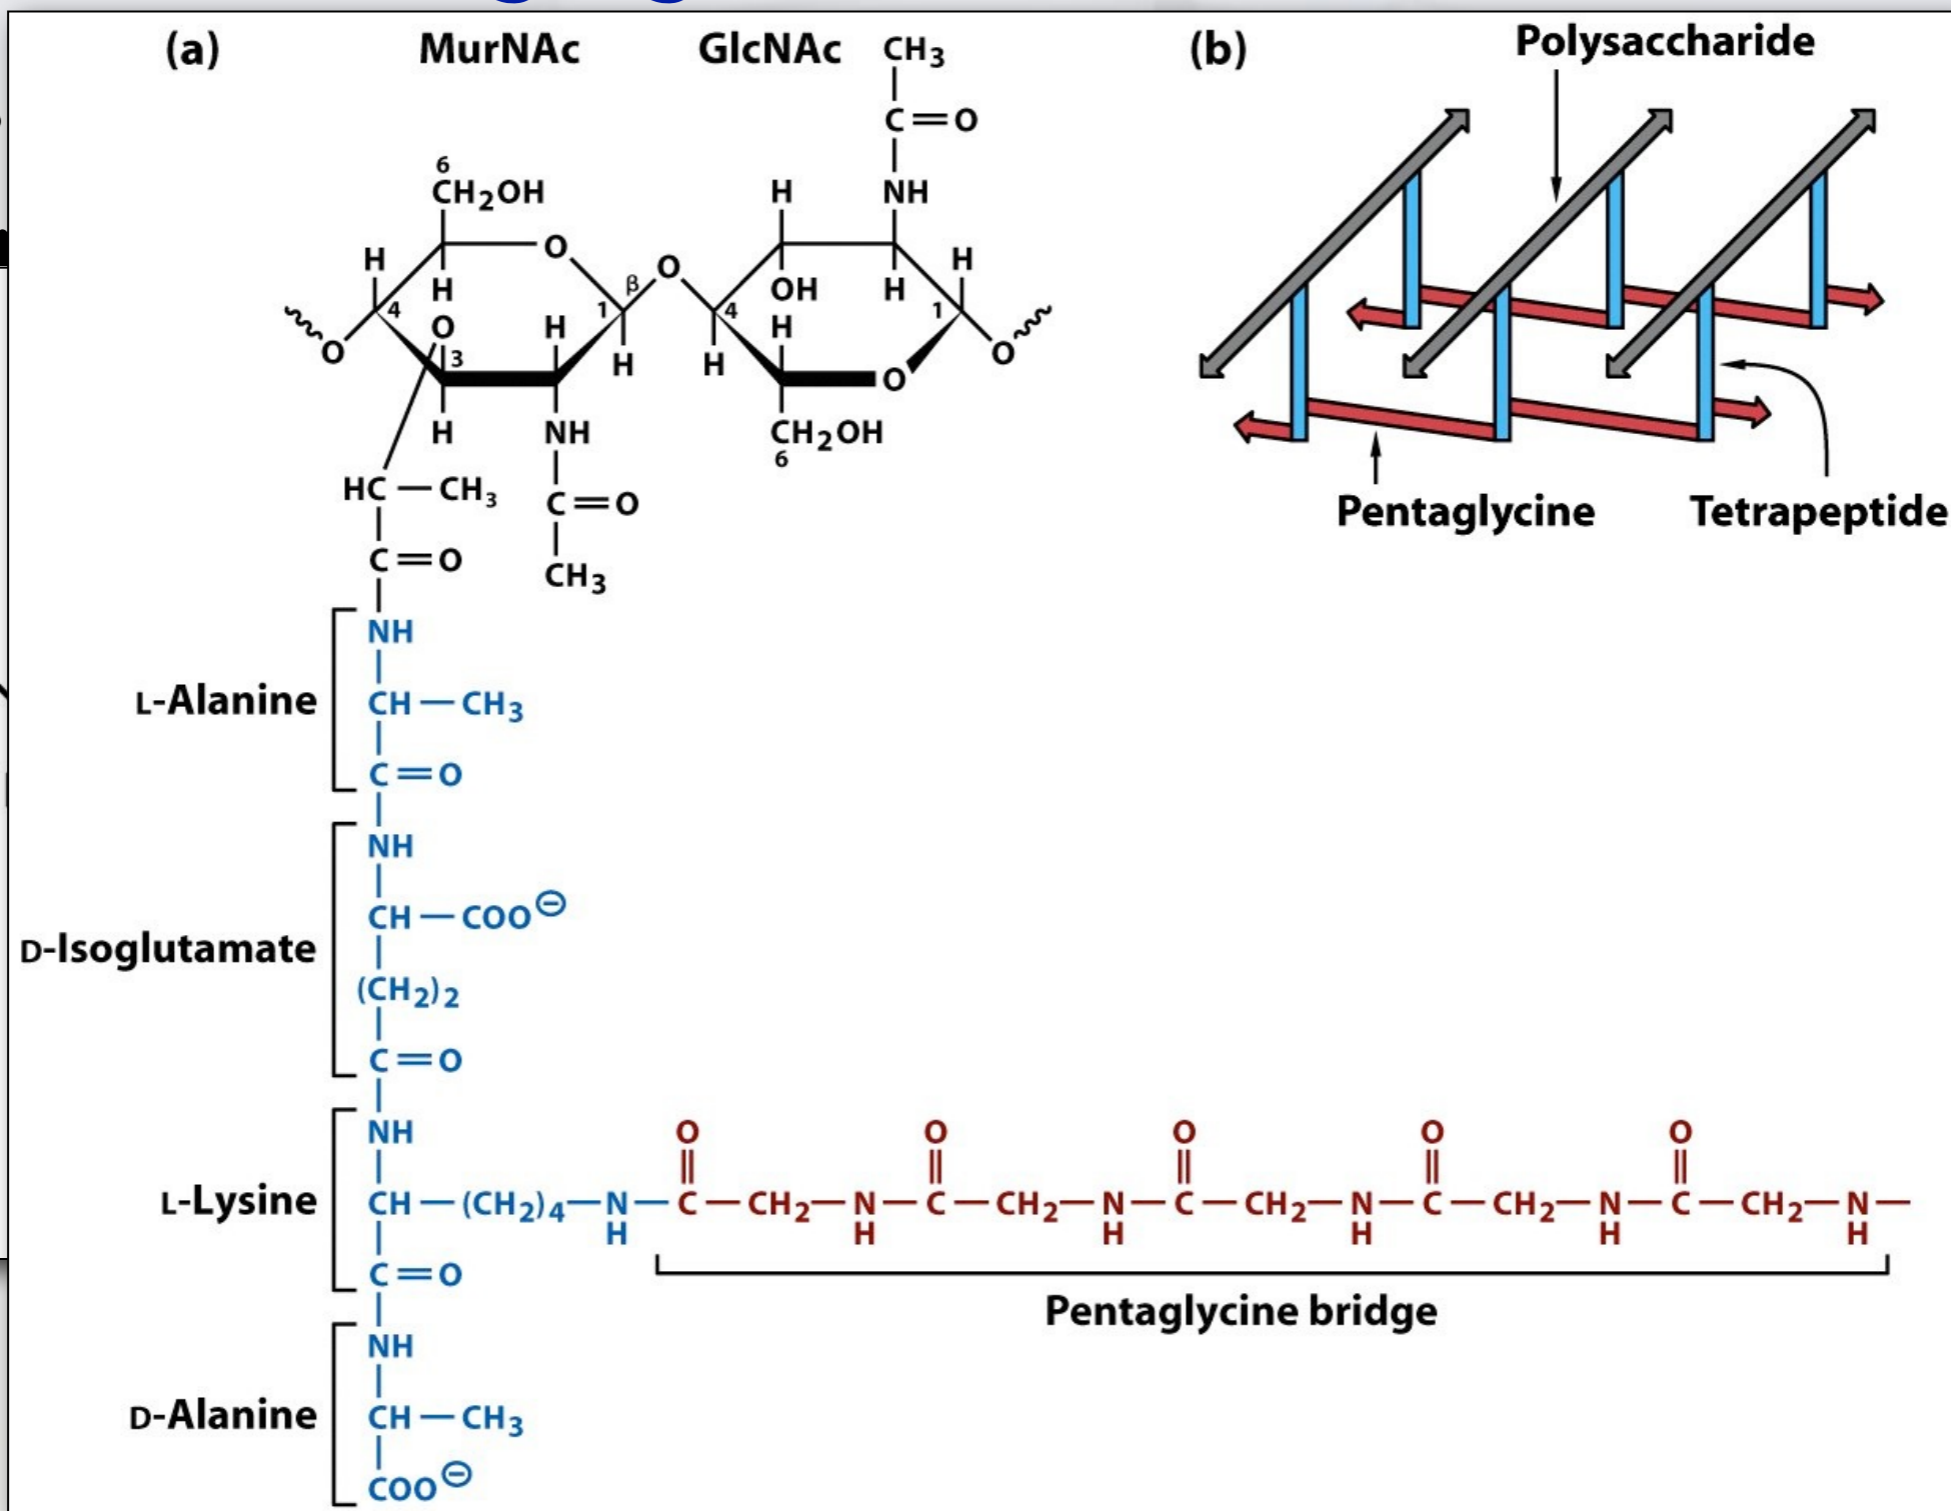 (a)
MurNAc
GlcNAc
CH3
C=O
NH
6
CH2OH
H
O
H
H
4
O
H
O
3
H
HC—CH3
C=O
H
NH
C=O
CH3
1
β
H
O
4
H
H
OH
H
CH2OH
6
H
O
1
H
O
L-Alanine
NH
CH—CH3
C=O
D-Isoglutamate
NH
CH—COO⊖
(CH2)2
C=O
L-Lysine
NH
O O O O O
CH—(CH2)4—N—C—CH2—N—C—CH2—N—C—CH2—N—C—CH2—N—C—CH2—N—
H H H H H H
C=O
Pentaglycine bridge
D-Alanine
NH
CH—CH3
COO⊖
(b)
Polysaccharide
Pentaglycine
Tetrapeptide